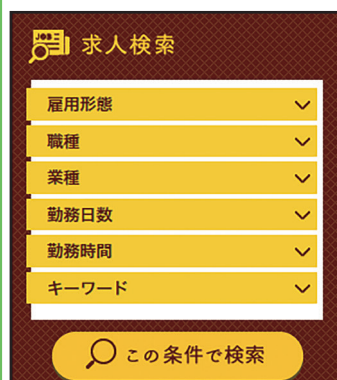 JOB
求人検索
雇用形態
職種
業種
勤務日数
勤務時間
キーワード
この条件で検索